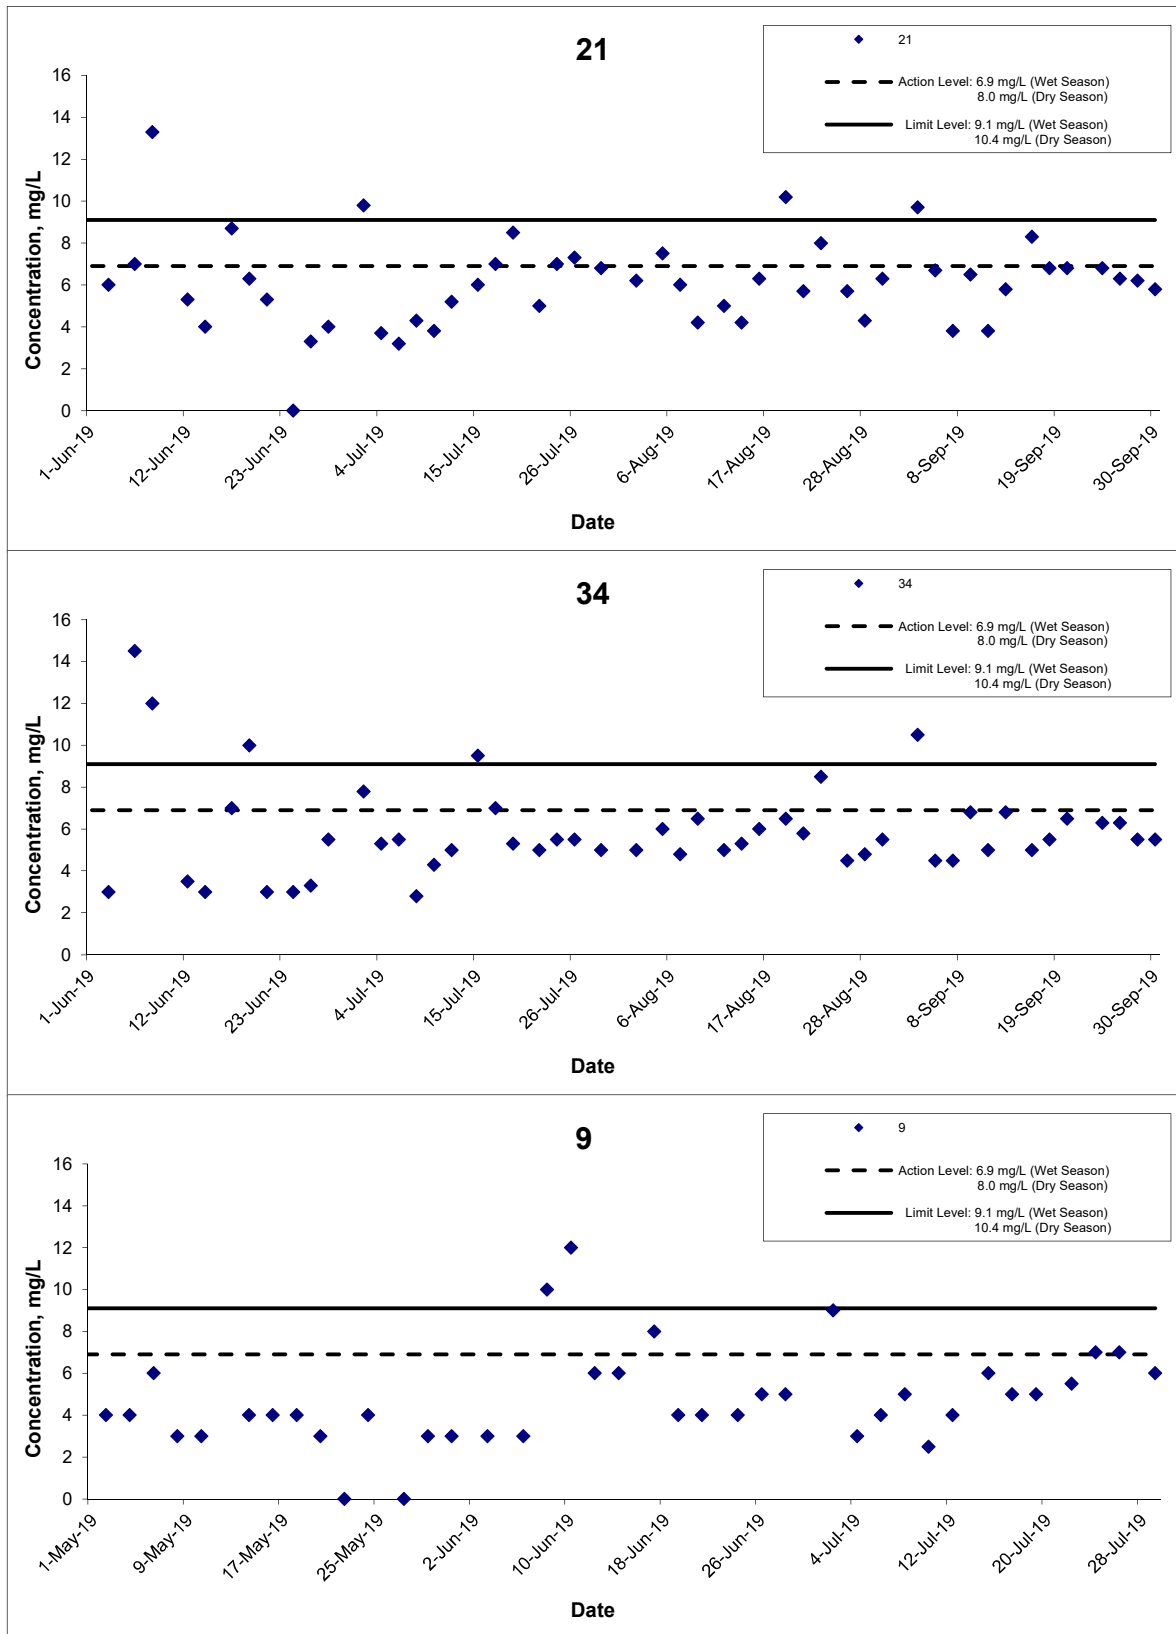 21
21
Action Level: 6.9 mg/L (Wet Season)
8.0 mg/L (Dry Season)
Limit Level: 9.1 mg/L (Wet Season)
10.4 mg/L (Dry Season)
Concentration, mg/L
16
14
12
10
8
6
4
2
0
1-Jun-19
12-Jun-19
23-Jun-19
4-Jul-19
15-Jul-19
26-Jul-19
6-Aug-19
17-Aug-19
28-Aug-19
8-Sep-19
19-Sep-19
30-Sep-19
Date
34
34
Action Level: 6.9 mg/L (Wet Season)
8.0 mg/L (Dry Season)
Limit Level: 9.1 mg/L (Wet Season)
10.4 mg/L (Dry Season)
Concentration, mg/L
16
14
12
10
8
6
4
2
0
1-Jun-19
12-Jun-19
23-Jun-19
4-Jul-19
15-Jul-19
26-Jul-19
6-Aug-19
17-Aug-19
28-Aug-19
8-Sep-19
19-Sep-19
30-Sep-19
Date
9
9
Action Level: 6.9 mg/L (Wet Season)
8.0 mg/L (Dry Season)
Limit Level: 9.1 mg/L (Wet Season)
10.4 mg/L (Dry Season)
Concentration, mg/L
16
14
12
10
8
6
4
2
0
1-May-19
9-May-19
17-May-19
25-May-19
2-Jun-19
10-Jun-19
18-Jun-19
26-Jun-19
4-Jul-19
12-Jul-19
20-Jul-19
28-Jul-19
Date